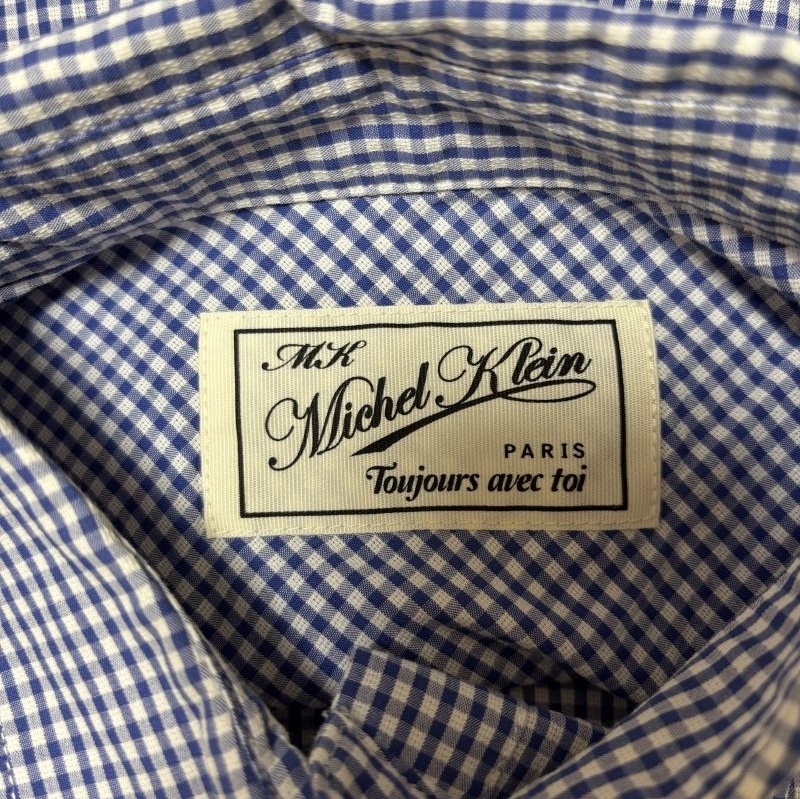 MK
Michel Klein
PARIS
Toujours avec toi